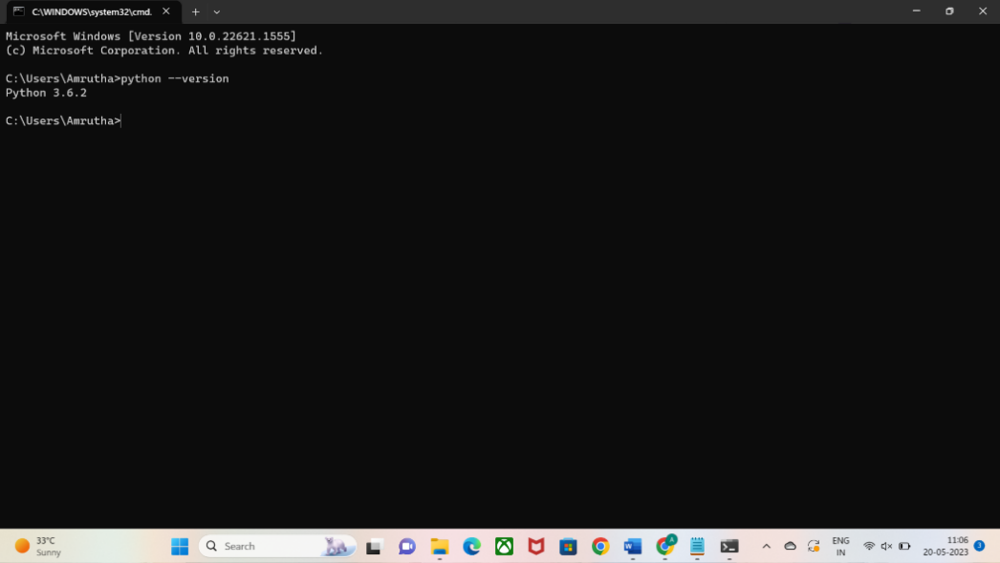 C:\WINDOWS\system32\cmd.
Microsoft Windows [Version 10.0.22621.1555]
(c) Microsoft Corporation. All rights reserved.
C:\Users\Amrutha>python --version
Python 3.6.2
C:\Users\Amrutha>
33°C
Sunny
Search
A
ENG
IN
11:06
20-05-2023
3